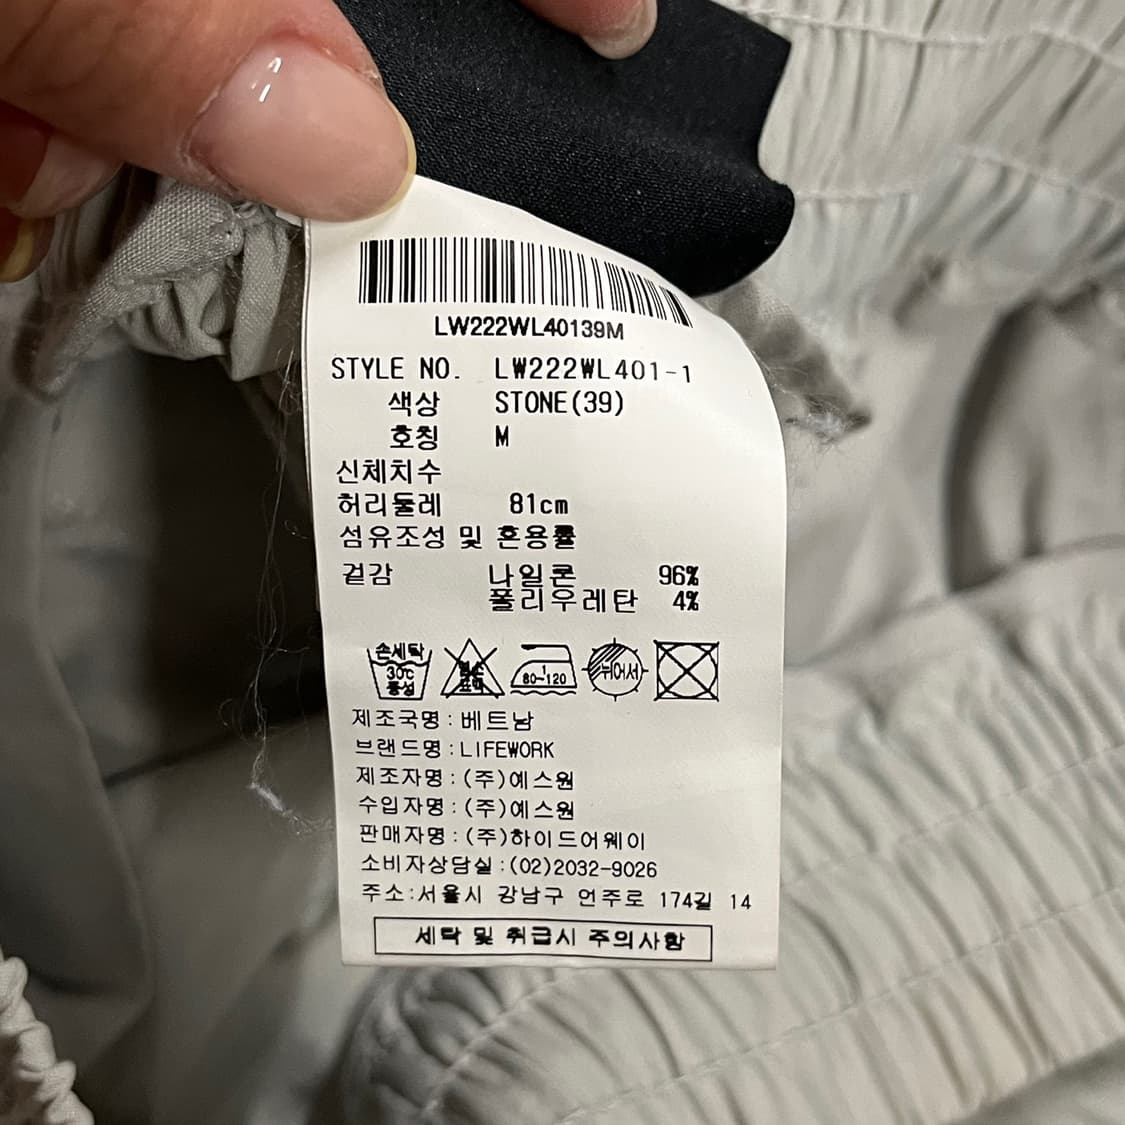 LW222WL40139M
STYLE NO. LW222WL401-1
색상 STONE(39)
호칭 M
신체치수
허리둘레 81cm
섬유조성 및 혼용률
겉감 나일론 96%
폴리우레탄 4%
손세탁 30℃ 중성
염소 표백
80~120
뉘어서
제조국명:베트남
브랜드명:LIFEWORK
제조자명:(주)예스원
수입자명:(주)예스원
판매자명:(주)하이드어웨이
소비자상담실:(02)2032-9026
주소:서울시 강남구 언주로 174길 14
세탁 및 취급시 주의사항